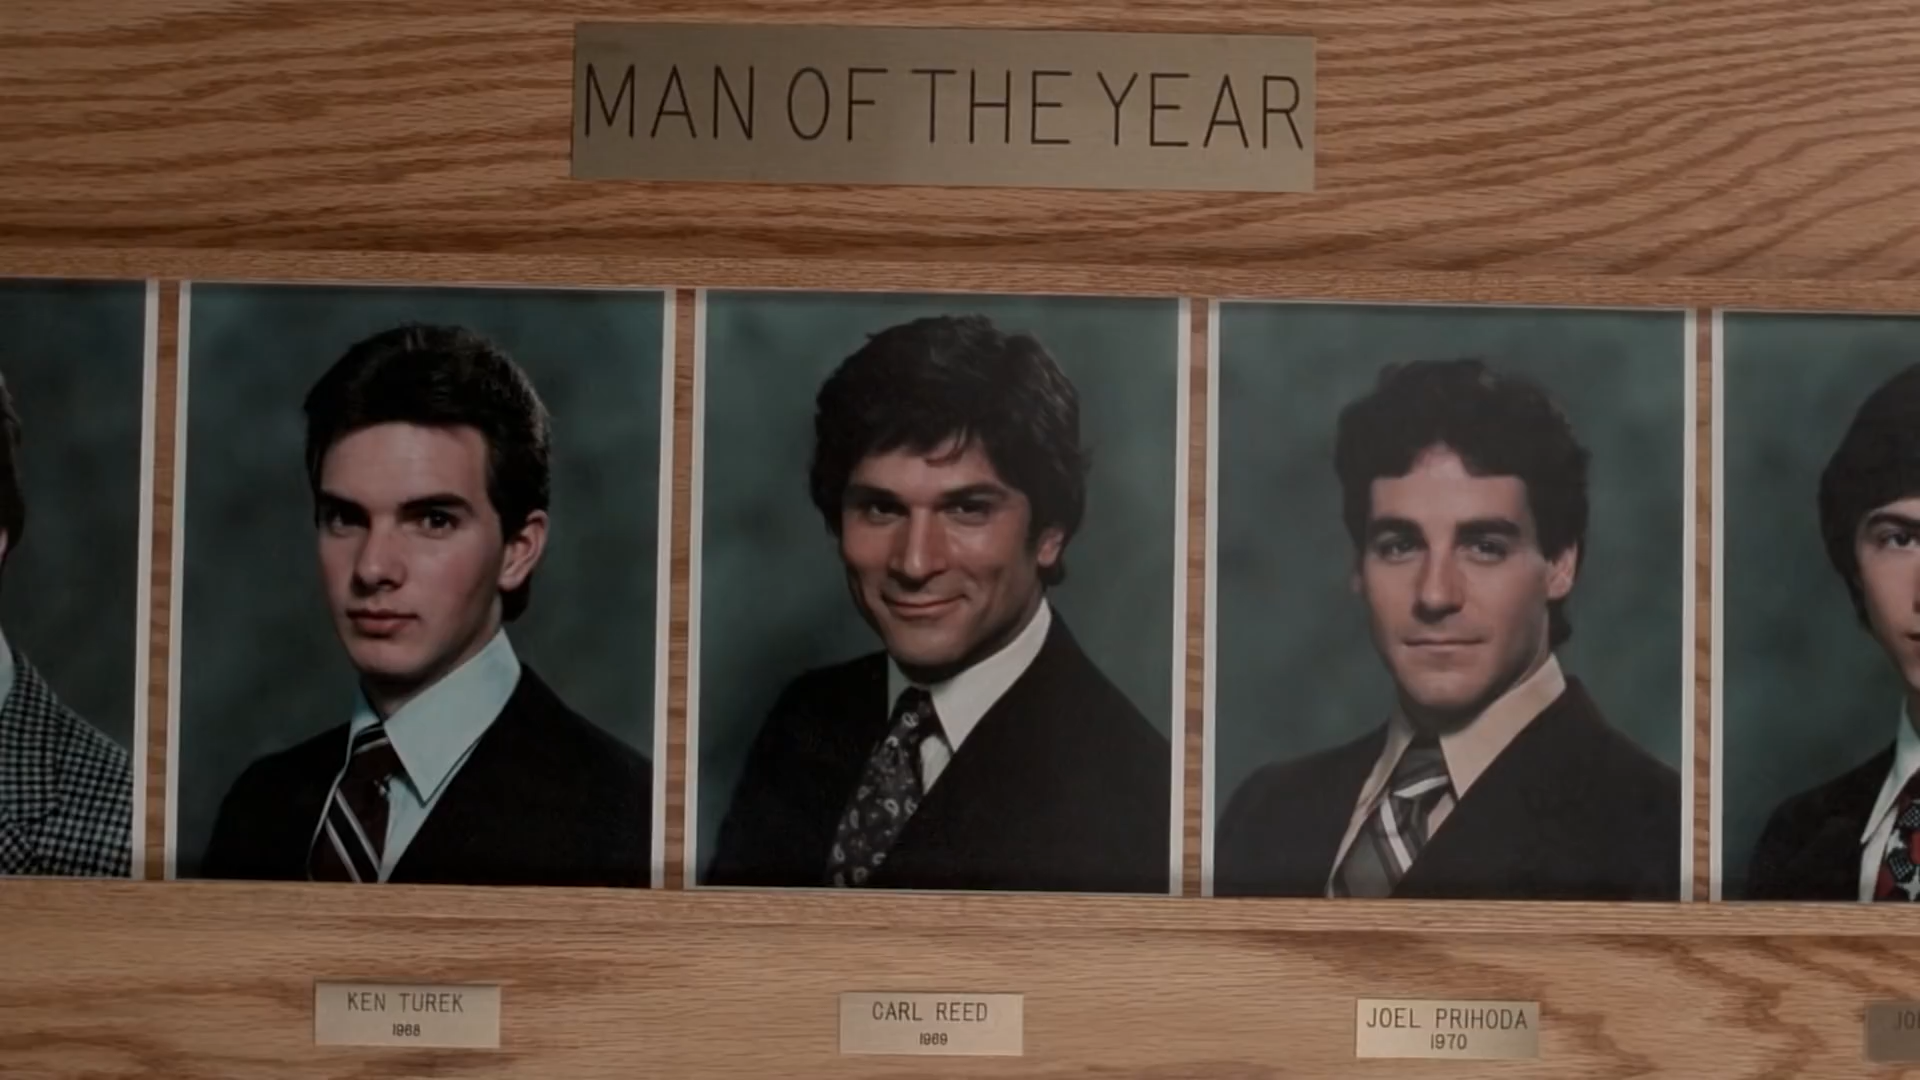 MAN OF THE YEAR
KEN TUREK
1968
CARL REED
1969
JOEL PRIHODA
1970